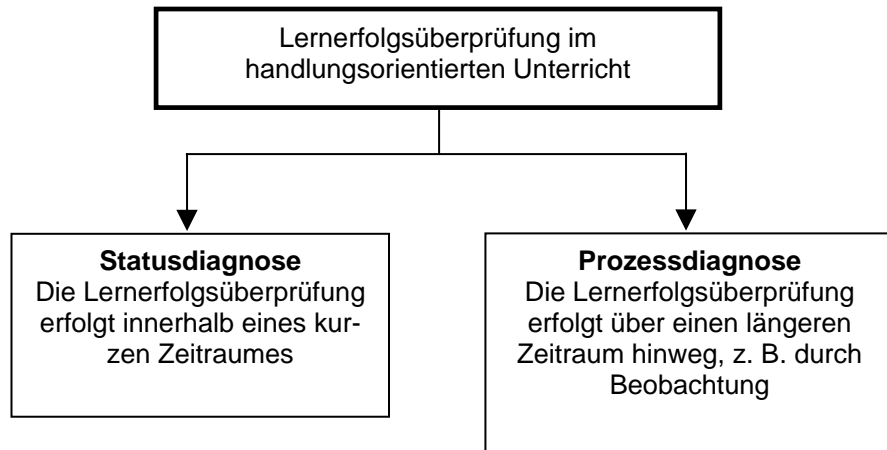 Lernerfolgsüberprüfung im
handlungsorientierten Unterricht
Statusdiagnose
Die Lernerfolgsüberprüfung
erfolgt innerhalb eines kur-
zen Zeitraumes
Prozessdiagnose
Die Lernerfolgsüberprüfung
erfolgt über einen längeren
Zeitraum hinweg, z. B. durch
Beobachtung